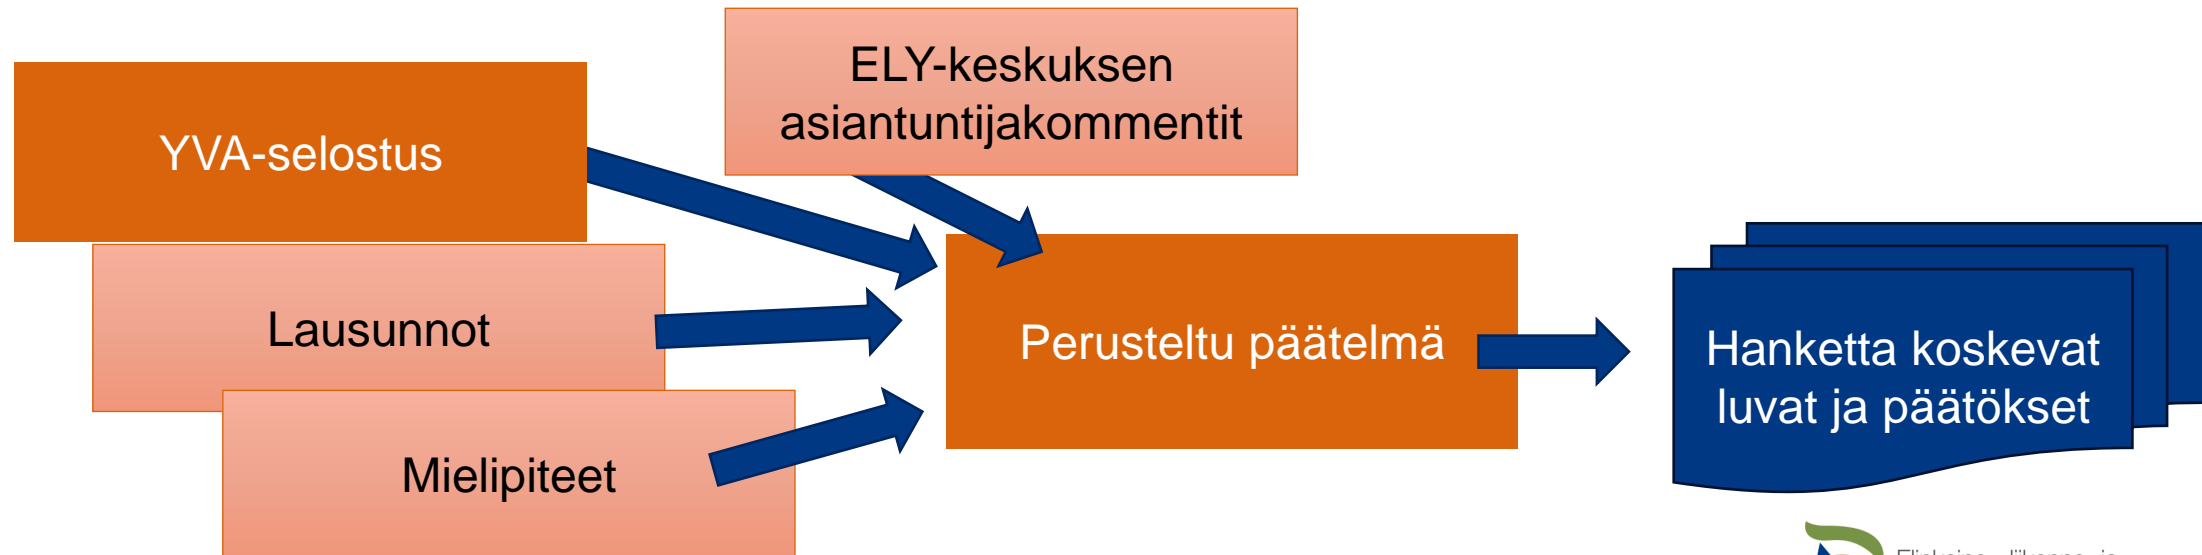 YVA-selostus
ELY-keskuksen
asiantuntijakommentit
Lausunnot
Mielipiteet
Perusteltu päätelmä
Hanketta koskevat
luvat ja päätökset